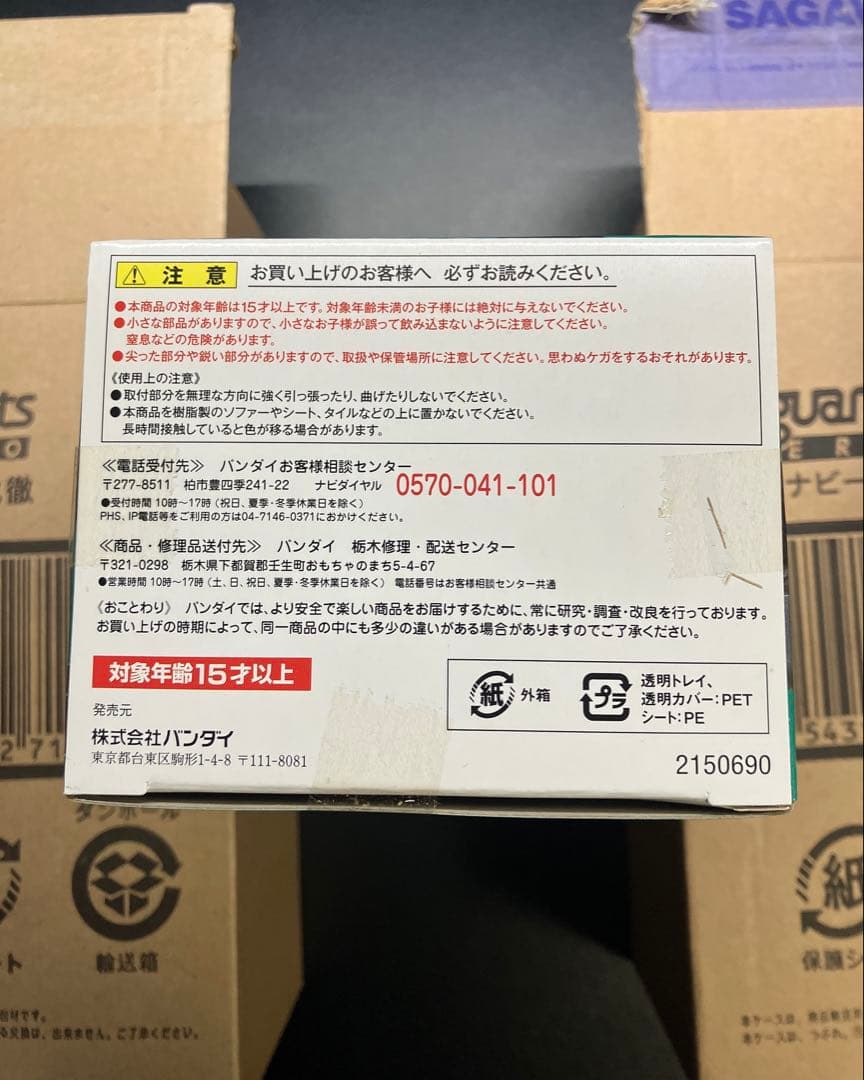 SAGA
⚠ 注 意 お買い上げのお客様へ 必ずお読みください。
●本商品の対象年齢は15才以上です。対象年齢未満のお子様には絶対に与えないでください。
●小さな部品がありますので、小さなお子様が誤って飲み込まないように注意してください。
窒息などの危険があります。
●尖った部分や鋭い部分がありますので、取扱や保管場所に注意してください。思わぬケガをするおそれがあります。
《使用上の注意》
●取付部分を無理な方向に強く引っ張ったり、曲げたりしないでください。
●本商品を樹脂製のソファーやシート、タイルなどの上に置かないでください。
長時間接触していると色が移る場合があります。
≪電話受付先≫ バンダイお客様相談センター
〒277-8511 柏市豊四季241-22 ナビダイヤル 0570-041-101
●受付時間 10時〜17時(祝日、夏季・冬季休業日を除く)
PHS、IP電話等をご利用の方は04-7146-0371におかけください。
≪商品・修理品送付先≫ バンダイ 栃木修理・配送センター
〒321-0298 栃木県下都賀郡壬生町おもちゃのまち5-4-67
●営業時間 10時〜17時(土、日、祝日、夏季・冬季休業日を除く) 電話番号はお客様相談センター共通
《おことわり》 バンダイでは、より安全で楽しい商品をお届けするために、常に研究・調査・改良を行っております。
お買い上げの時期によって、同一商品の中にも多少の違いがある場合がありますのでご了承ください。
対象年齢15才以上
発売元
株式会社バンダイ
東京都台東区駒形1-4-8 〒111-8081
紙 外箱
プラ 透明トレイ、
透明カバー:PET
シート:PE
2150690
ts
徹
guar
ER
ナビー
2 71
543
ダンボール
輸送箱
ート
紙
保護シ
包材です。
交換は、出来ません。ご了承ください。